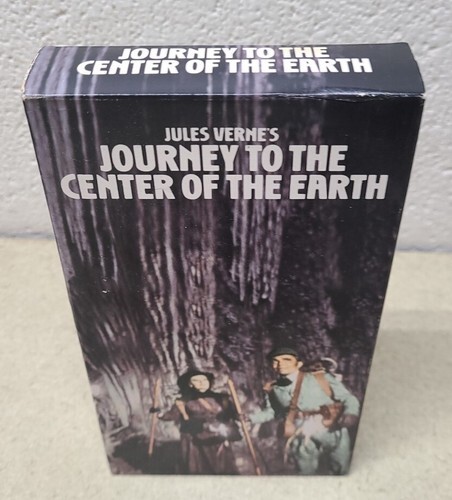 JOURNEY TO THE
CENTER OF THE EARTH
JULES VERNE'S
JOURNEY TO THE
CENTER OF THE EARTH